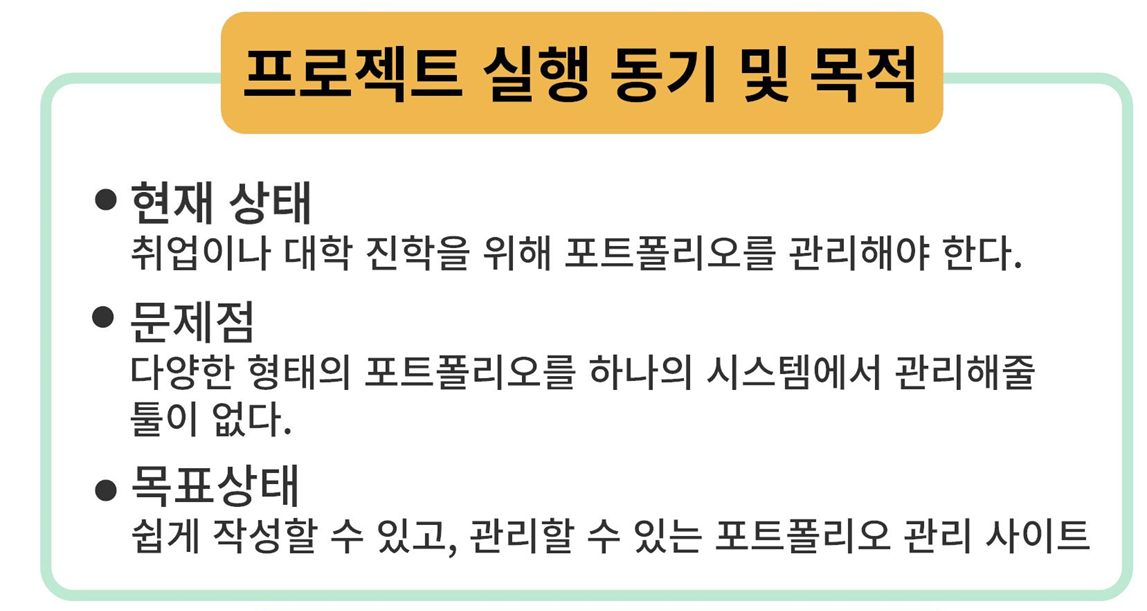 프로젝트 실행 동기 및 목적
● 현재 상태
취업이나 대학 진학을 위해 포트폴리오를 관리해야 한다.
● 문제점
다양한 형태의 포트폴리오를 하나의 시스템에서 관리해줄
툴이 없다.
● 목표상태
쉽게 작성할 수 있고, 관리할 수 있는 포트폴리오 관리 사이트